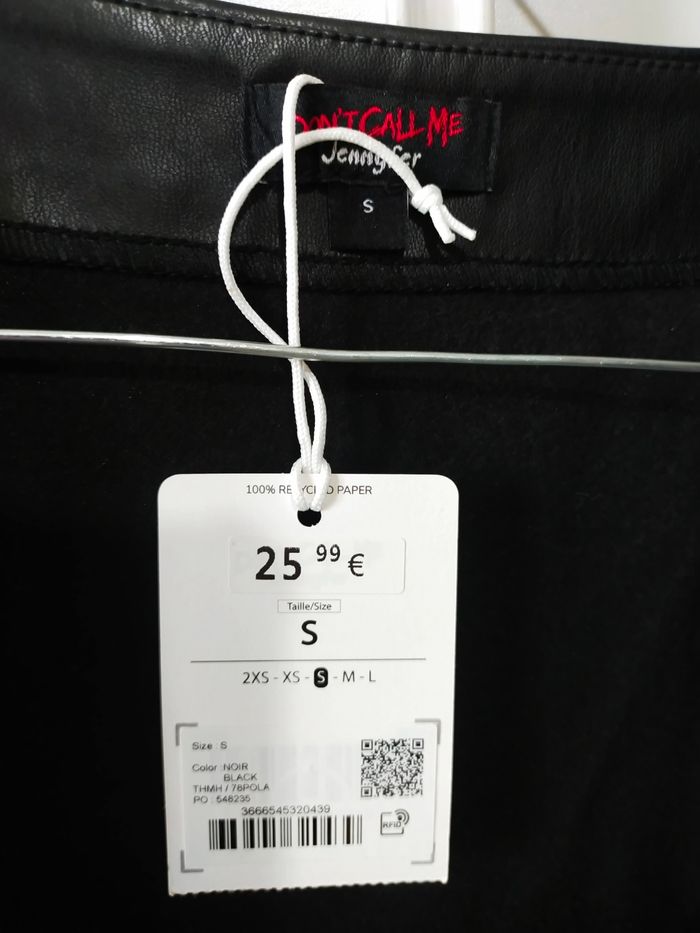 DON'T CALL ME
Jennyfer
S
100% RECYCLED PAPER
25 99 €
Taille/Size
S
2XS - XS - S - M - L
Size : S
Color : NOIR
BLACK
THMH / 76POLA
PO : 548235
3666545320439
RFID